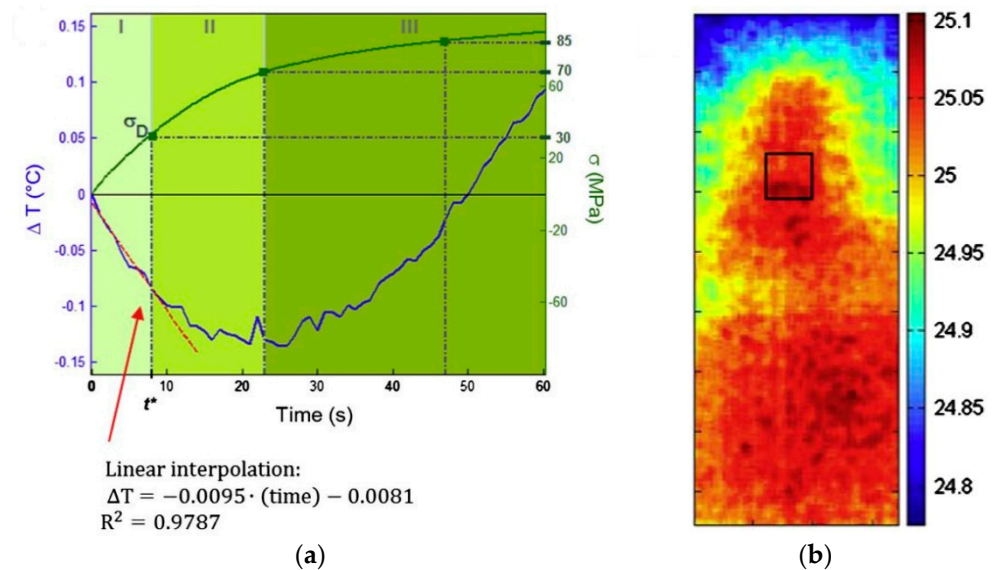 I II III
0.15
0.1
0.05
0
-0.05
-0.1
-0.15
Δ T (°C)
σD
85
70
60
30
20
-20
-60
σ (MPa)
0 10 20 30 40 50 60
t*
Time (s)
Linear interpolation:
ΔT = −0.0095 · (time) − 0.0081
R² = 0.9787
(a)
25.1
25.05
25
24.95
24.9
24.85
24.8
(b)